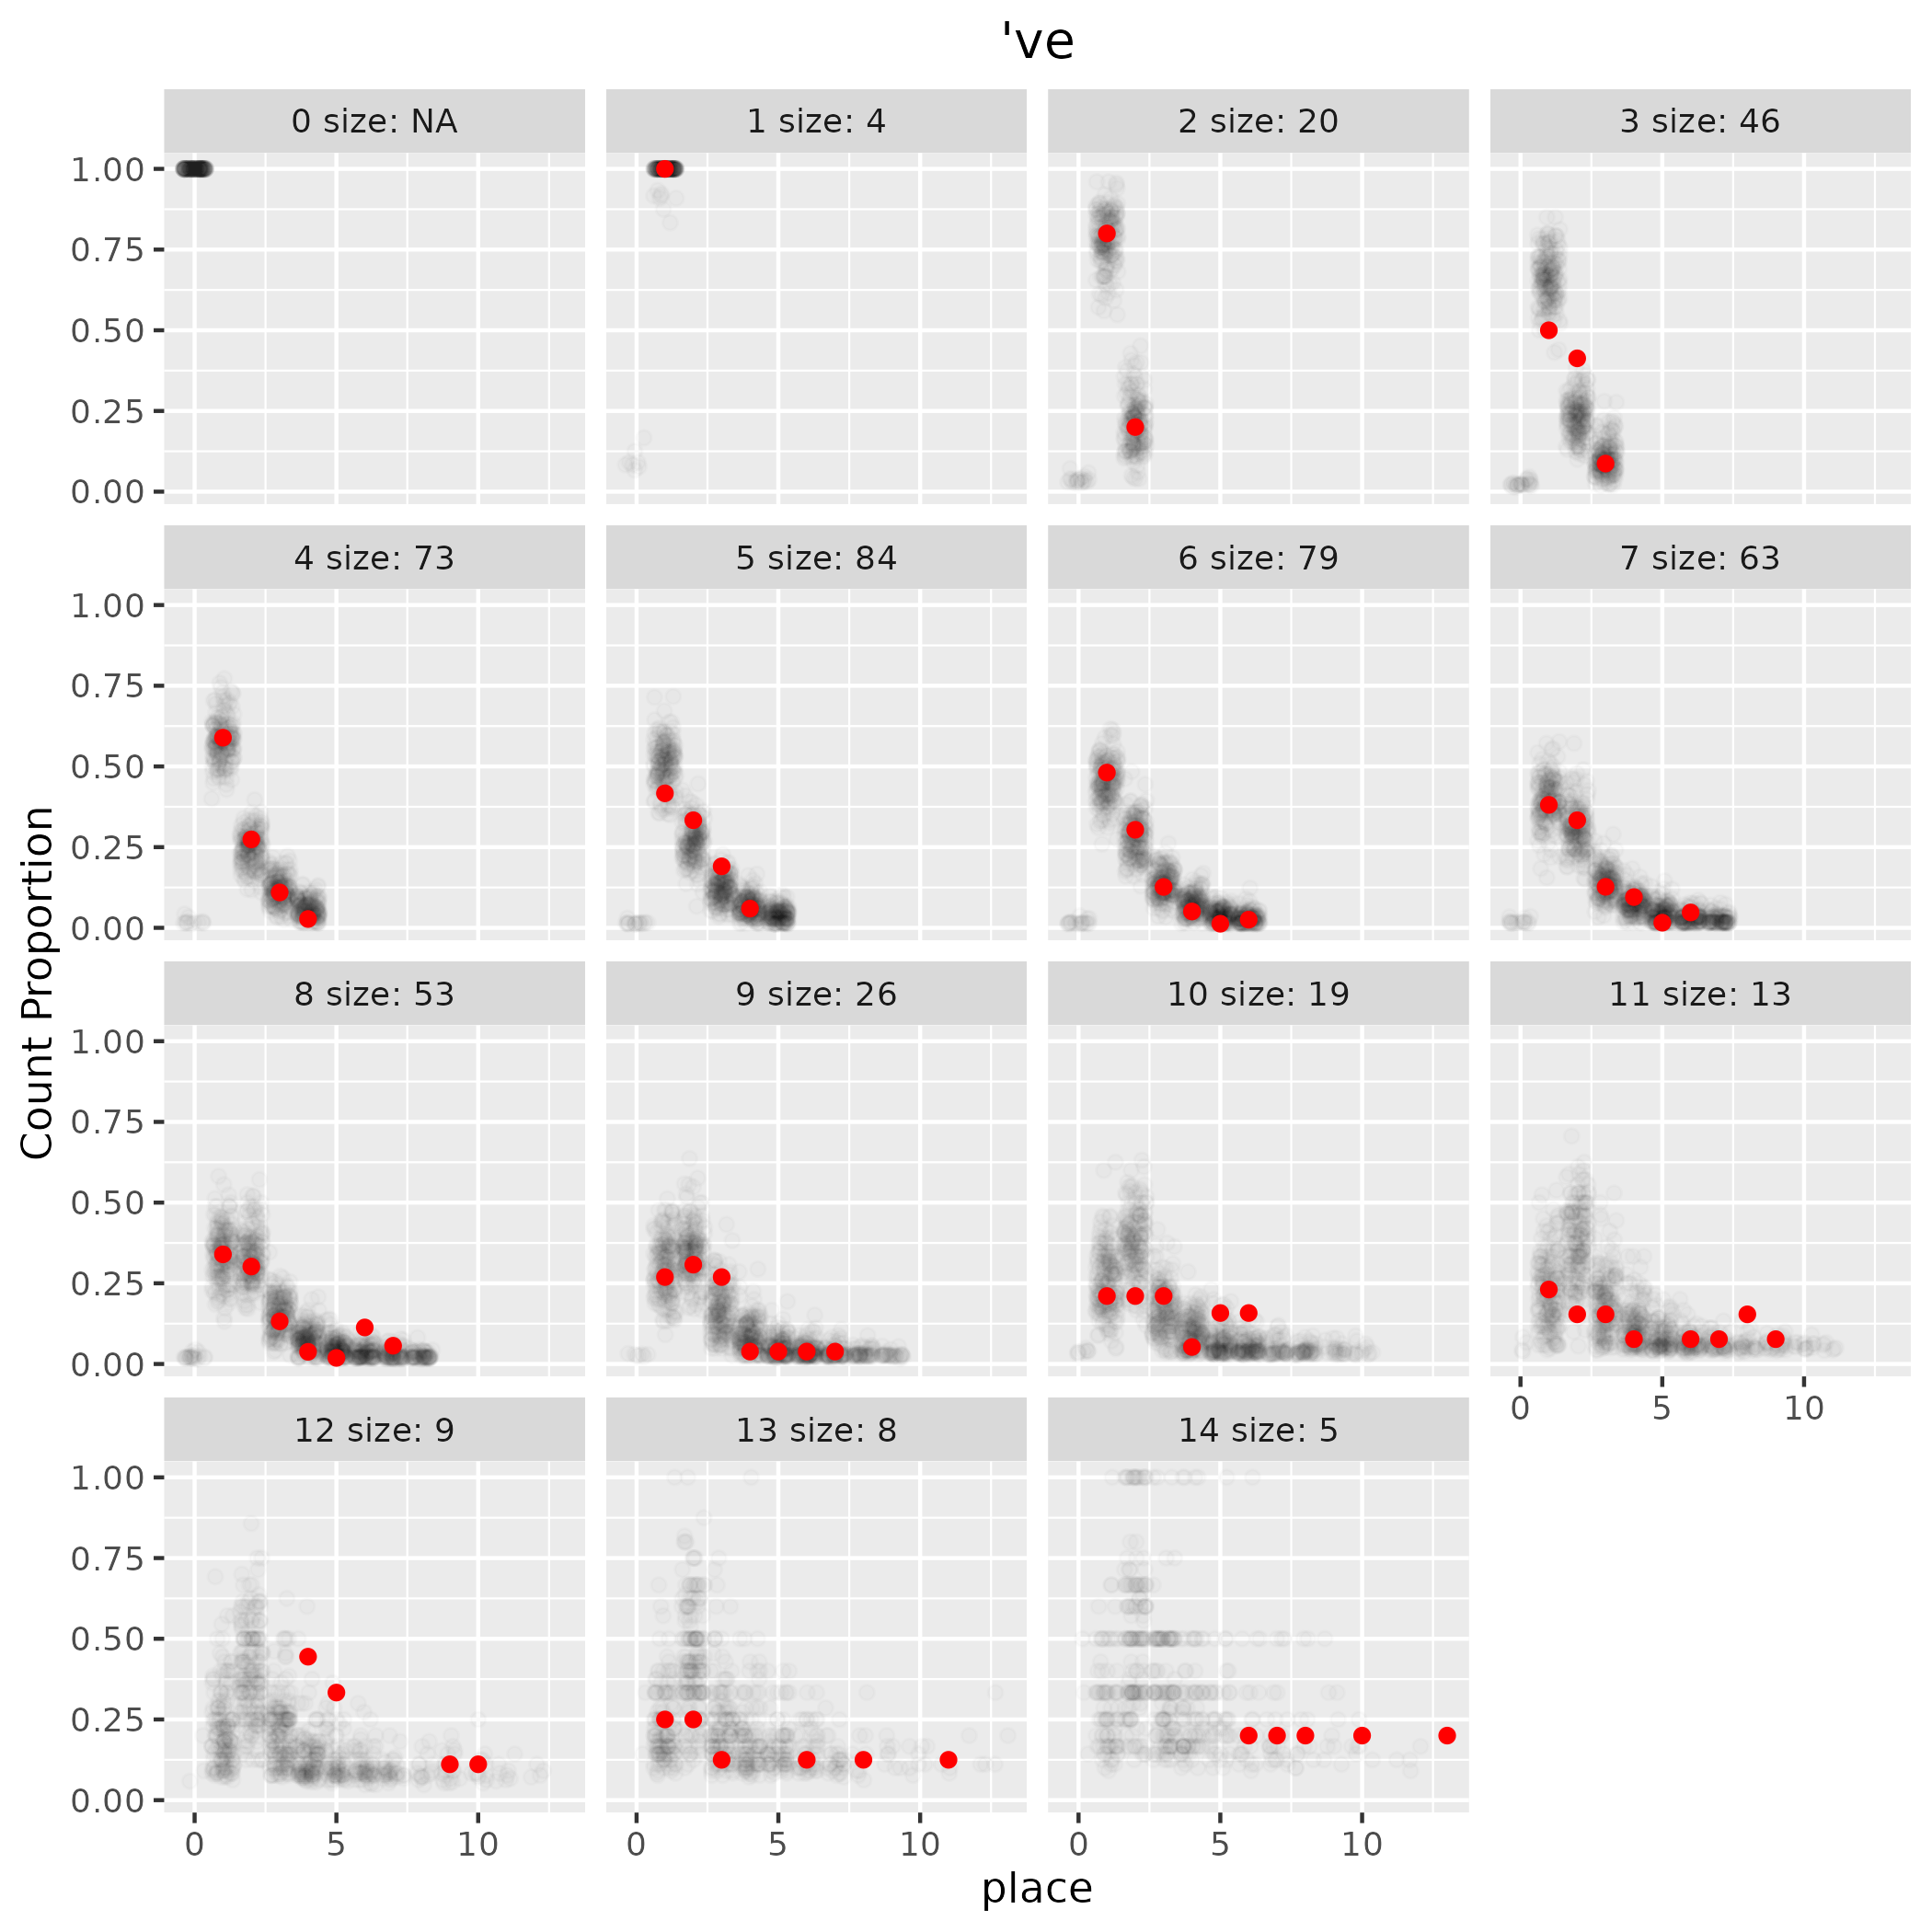 've
0 size: NA
1 size: 4
2 size: 20
3 size: 46
1.00
0.75
0.50
0.25
0.00
4 size: 73
5 size: 84
6 size: 79
7 size: 63
1.00
0.75
0.50
0.25
0.00
Count Proportion
8 size: 53
9 size: 26
10 size: 19
11 size: 13
1.00
0.75
0.50
0.25
0.00
0 5 10
12 size: 9
13 size: 8
14 size: 5
1.00
0.75
0.50
0.25
0.00
0 5 10
0 5 10
0 5 10
place